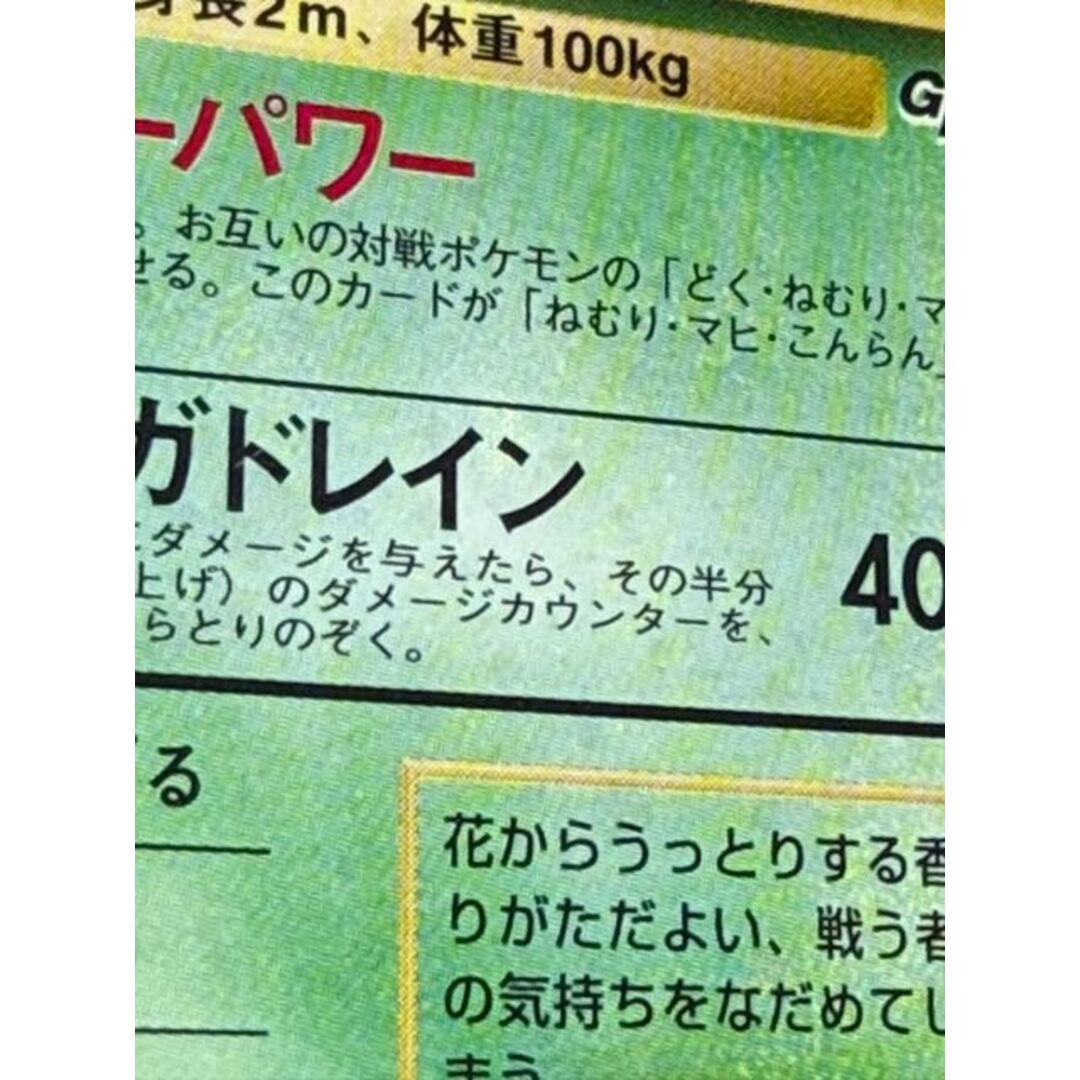 身長2m、体重100kg
ーパワー
。お互いの対戦ポケモンの「どく・ねむり・マ
せる。このカードが「ねむり・マヒ・こんらん」
ガドレイン
40
にダメージを与えたら、その半分
上げ）のダメージカウンターを、
らとりのぞく。
る
花からうっとりする香
りがただよい、戦う者
の気持ちをなだめてし
まう